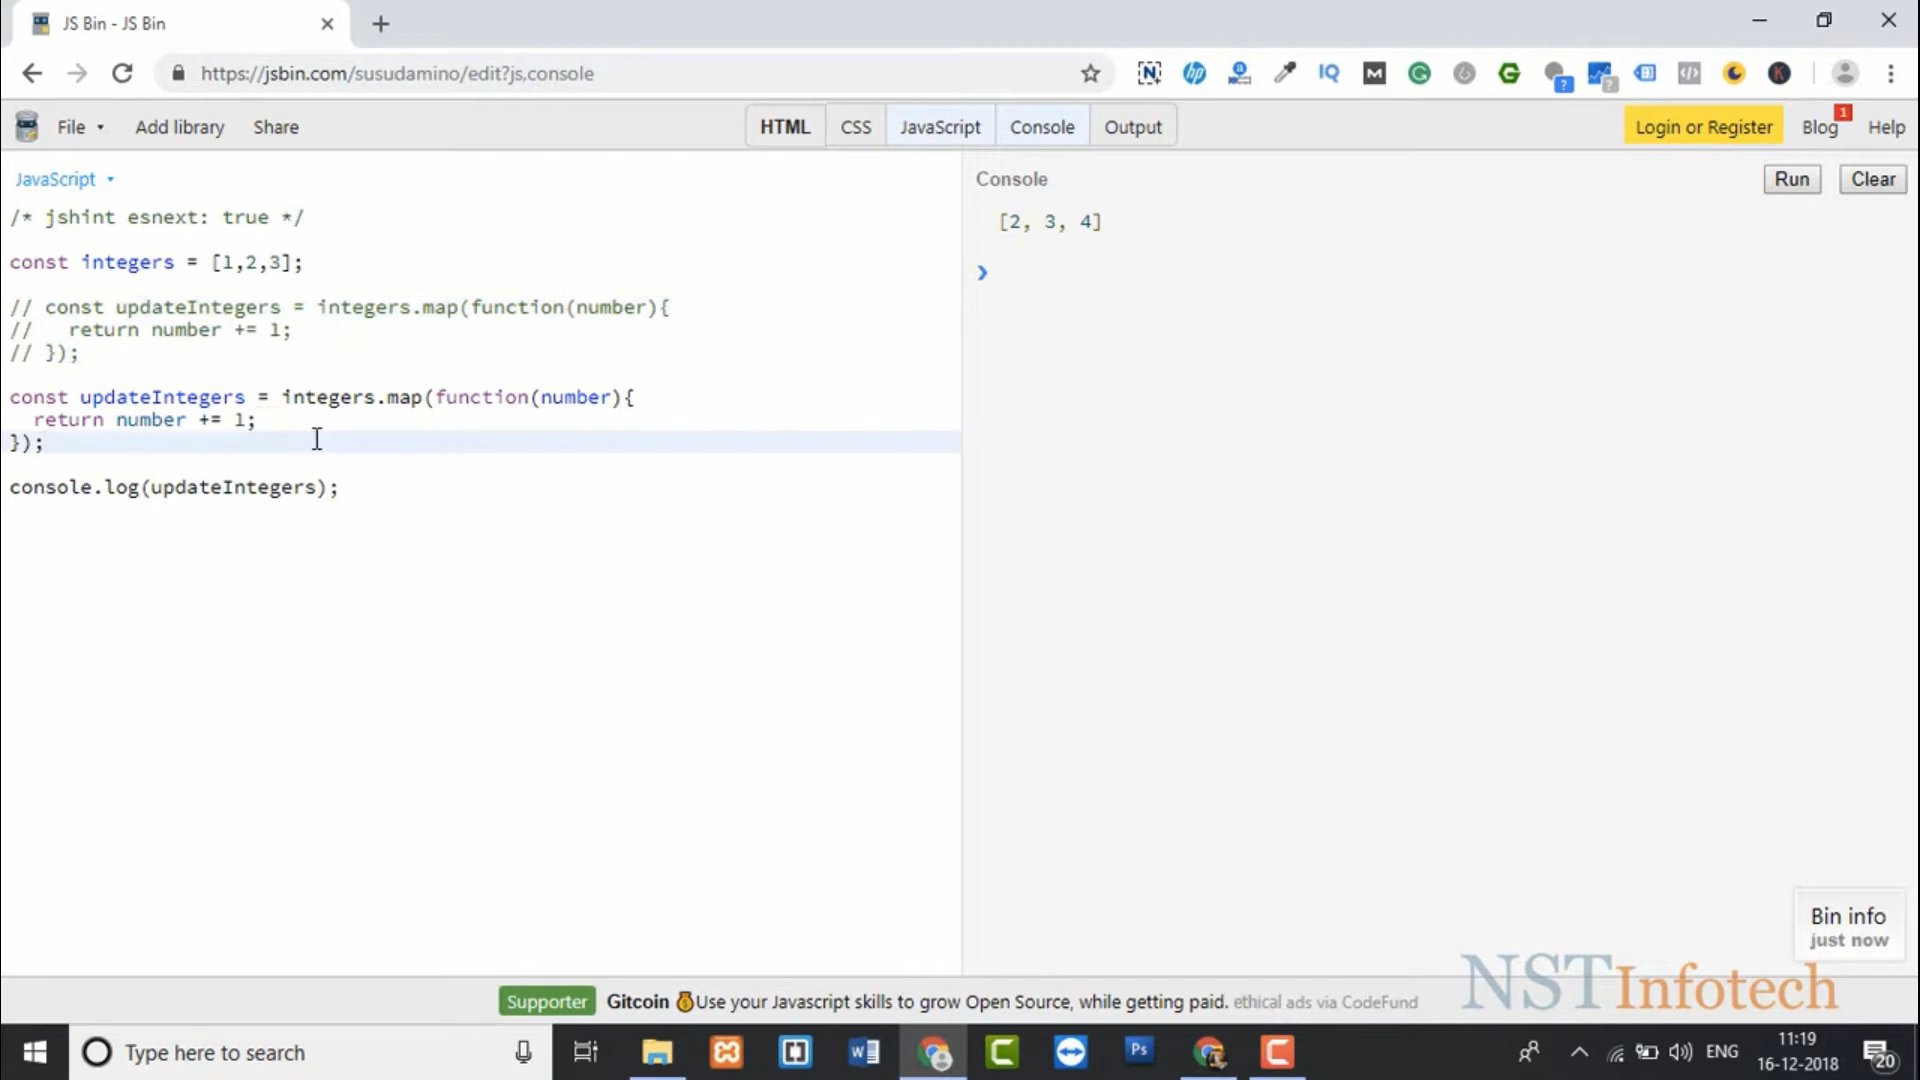 JS Bin - JS Bin
https://jsbin.com/susudamino/edit?js,console
File Add library Share HTML CSS JavaScript Console Output Login or Register Blog 1 Help
JavaScript
/* jshint esnext: true */
const integers = [1,2,3];
// const updateIntegers = integers.map(function(number){
//   return number += 1;
// });
const updateIntegers = integers.map(function(number){
  return number += 1;
});
console.log(updateIntegers);
Console Run Clear
[2, 3, 4]
Bin info
just now
NSTInfotech
Supporter Gitcoin Use your Javascript skills to grow Open Source, while getting paid. ethical ads via CodeFund
Type here to search
Ps
ENG
11:19
16-12-2018
20